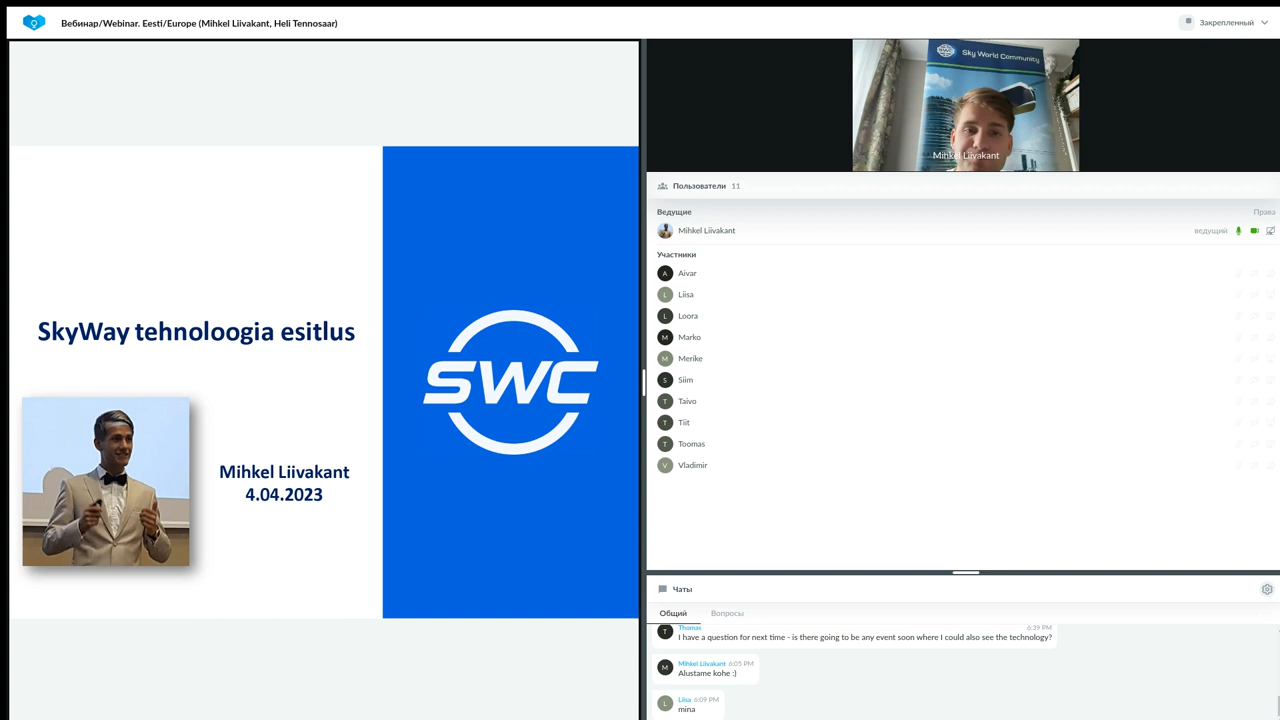 Вебинар/Webinar. Eesti/Europe (Mihkel Liivakant, Heli Tennosaar)
Закрепленный
SkyWay tehnoloogia esitlus
Mihkel Liivakant
4.04.2023
SWC
SWC
Sky World Community
Mihkel Liivakant
Пользователи 11
Ведущие
Права
Mihkel Liivakant
ведущий
Участники
A Aivar
L Liisa
L Loora
M Marko
M Merike
S Siim
T Taivo
T Tiit
T Toomas
V Vladimir
Чаты
Общий
Вопросы
T Thomas 6:39 PM
I have a question for next time - is there going to be any event soon where I could also see the technology?
M Mihkel Liivakant 6:05 PM
Alustame kohe :)
L Liisa 6:09 PM
mina